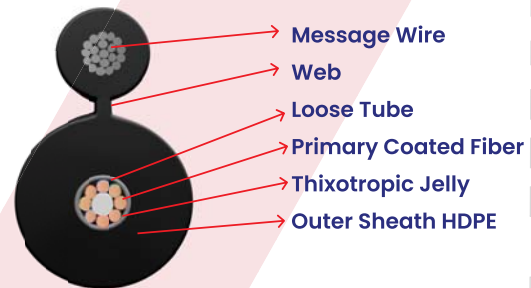 Message Wire
Web
Loose Tube
Primary Coated Fiber
Thixotropic Jelly
Outer Sheath HDPE